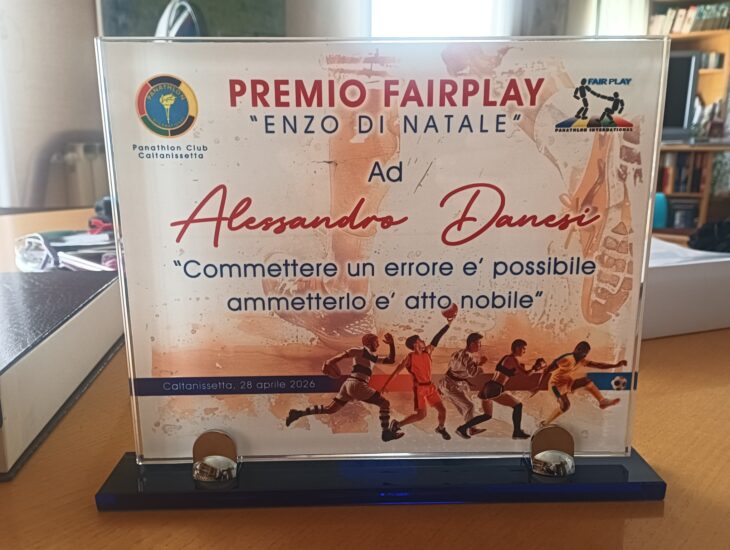 PANATHLON
Panathlon Club
Caltanissetta
PREMIO FAIRPLAY
"ENZO DI NATALE"
FAIR PLAY
PANATHLON INTERNATIONAL
Ad
Alessandro Danesi
"Commettere un errore e' possibile
ammetterlo e' atto nobile"
Caltanissetta, 28 aprile 2026